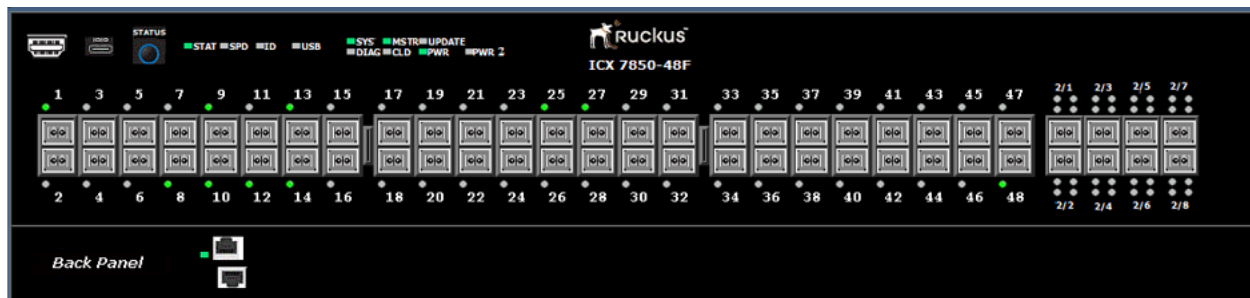 STATUS
STAT SPD ID USB
SYS MSTR UPDATE
DIAG CLD PWR PWR 2
Ruckus
ICX 7850-48F
1 3 5 7 9 11 13 15 17 19 21 23 25 27 29 31 33 35 37 39 41 43 45 47 2/1 2/3 2/5 2/7
2 4 6 8 10 12 14 16 18 20 22 24 26 28 30 32 34 36 38 40 42 44 46 48 2/2 2/4 2/6 2/8
Back Panel